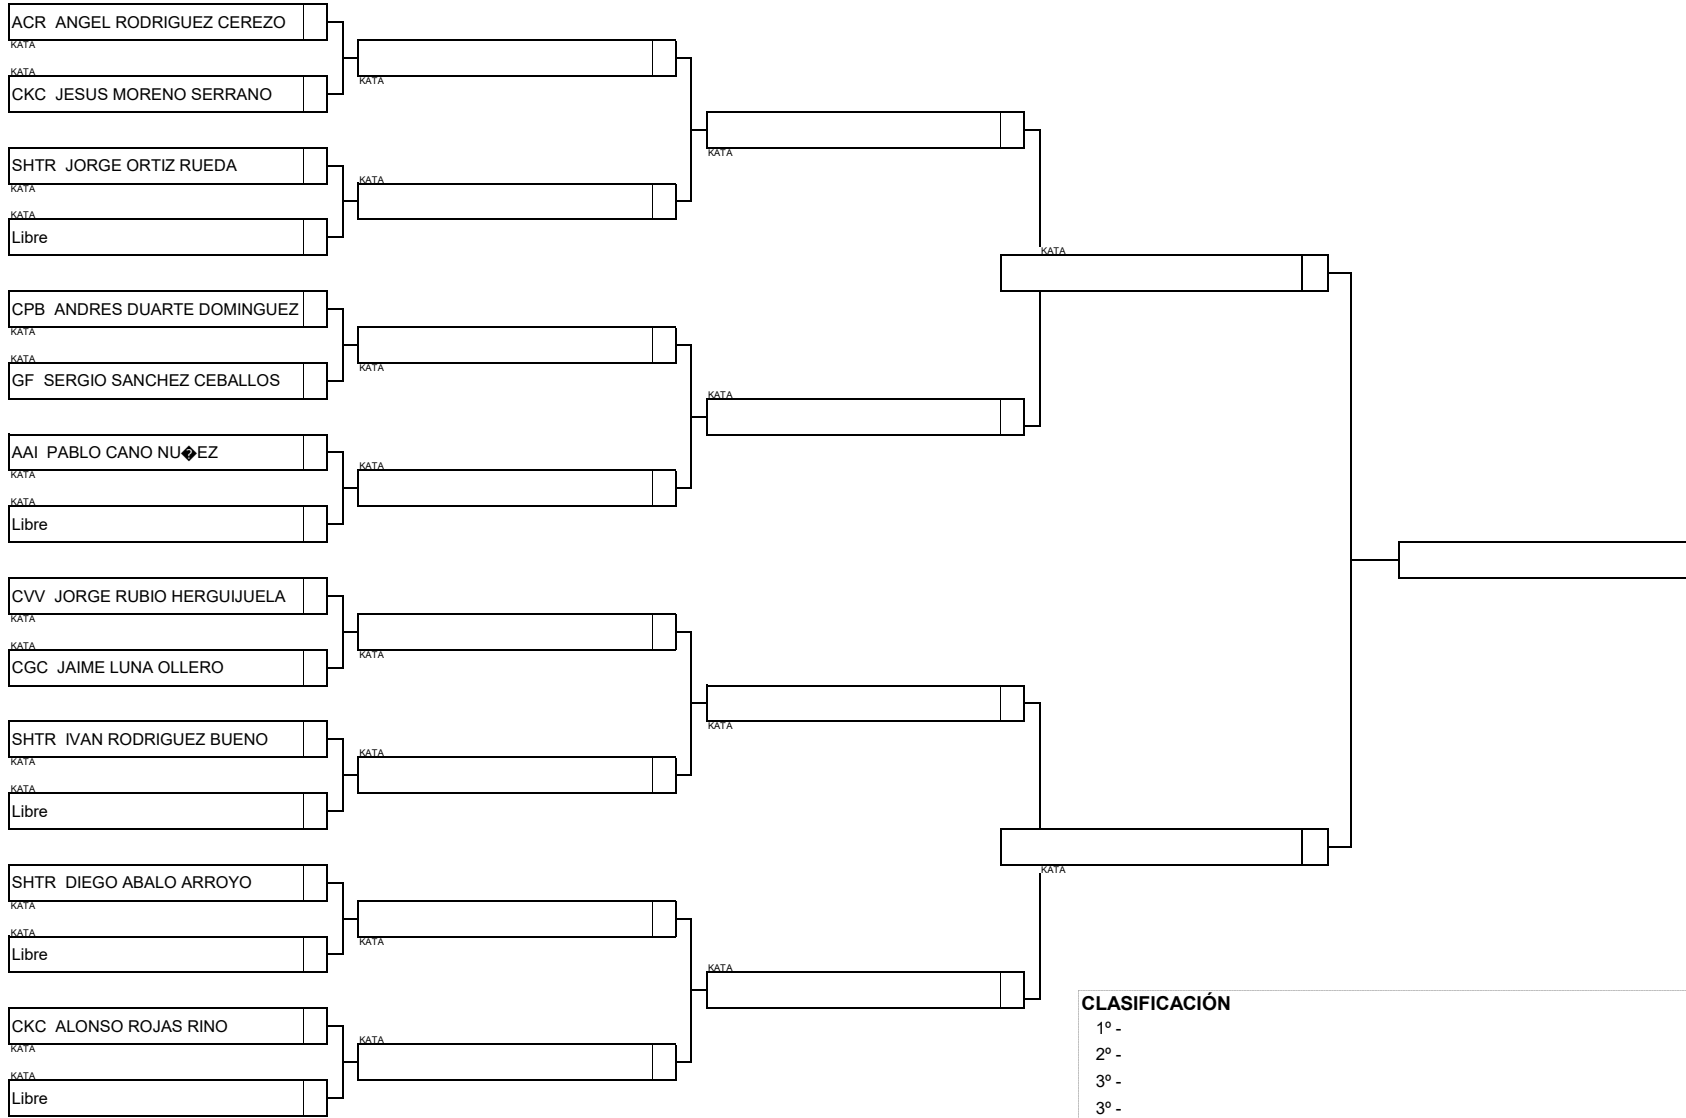 ACR ANGEL RODRIGUEZ CEREZO
KATA
KATA
CKC JESUS MORENO SERRANO
SHTR JORGE ORTIZ RUEDA
KATA
KATA
Libre
CPB ANDRES DUARTE DOMINGUEZ
KATA
KATA
GF SERGIO SANCHEZ CEBALLOS
AAI PABLO CANO NU�EZ
KATA
KATA
Libre
CVV JORGE RUBIO HERGUIJUELA
KATA
KATA
CGC JAIME LUNA OLLERO
SHTR IVAN RODRIGUEZ BUENO
KATA
KATA
Libre
SHTR DIEGO ABALO ARROYO
KATA
KATA
Libre
CKC ALONSO ROJAS RINO
KATA
KATA
Libre
KATA
KATA
KATA
KATA
KATA
KATA
KATA
KATA
KATA
KATA
KATA
KATA
KATA
KATA
CLASIFICACIÓN
1º -
2º -
3º -
3º -